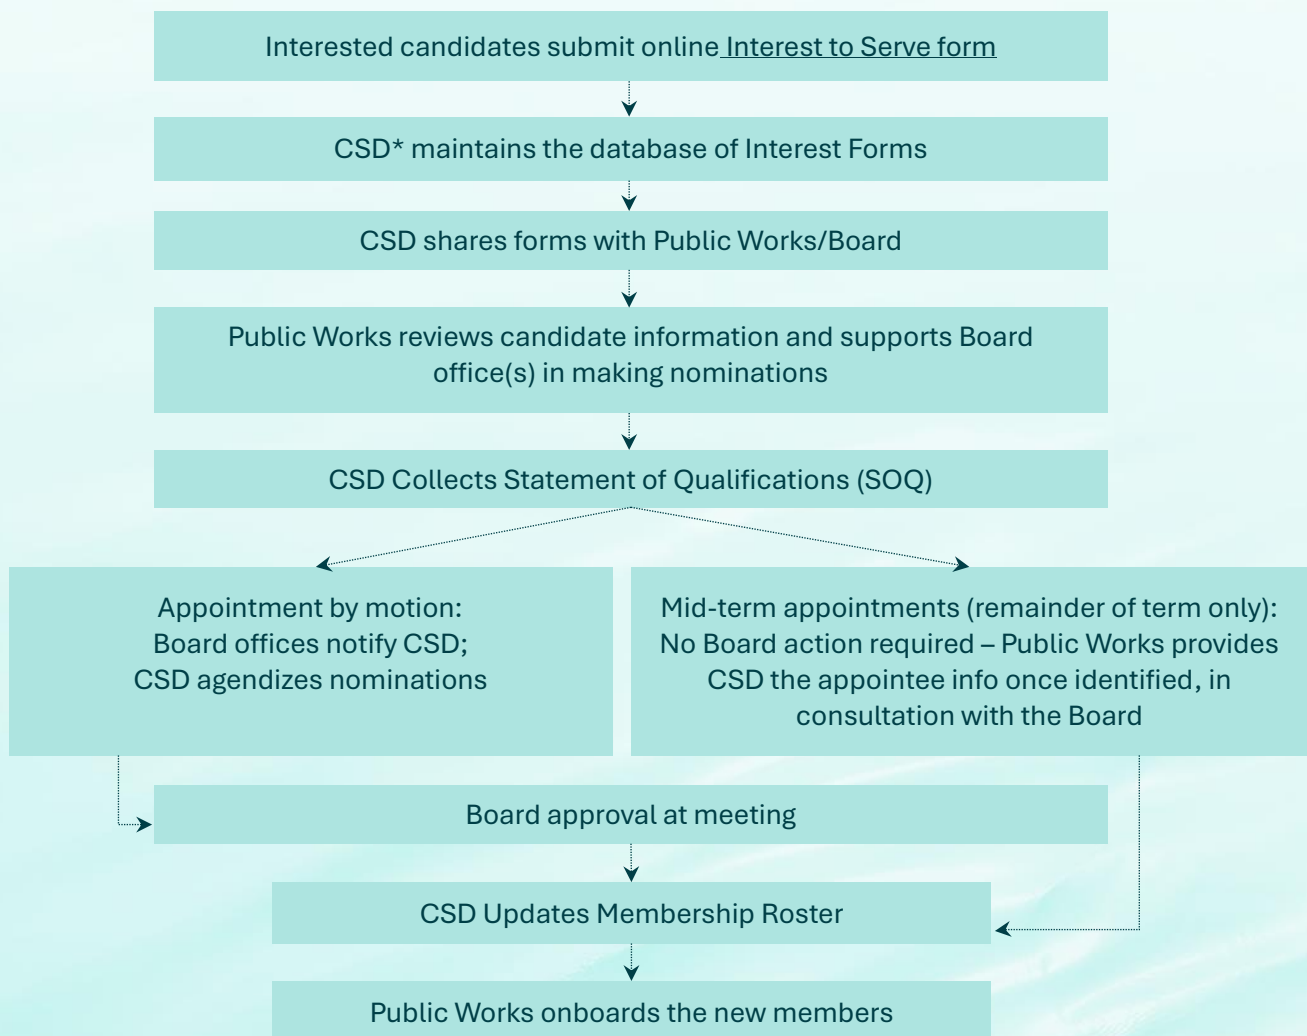 Interested candidates submit online Interest to Serve form
CSD* maintains the database of Interest Forms
CSD shares forms with Public Works/Board
Public Works reviews candidate information and supports Board
office(s) in making nominations
CSD Collects Statement of Qualifications (SOQ)
Appointment by motion:
Board offices notify CSD;
CSD agendizes nominations
Mid-term appointments (remainder of term only):
No Board action required – Public Works provides
CSD the appointee info once identified, in
consultation with the Board
Board approval at meeting
CSD Updates Membership Roster
Public Works onboards the new members